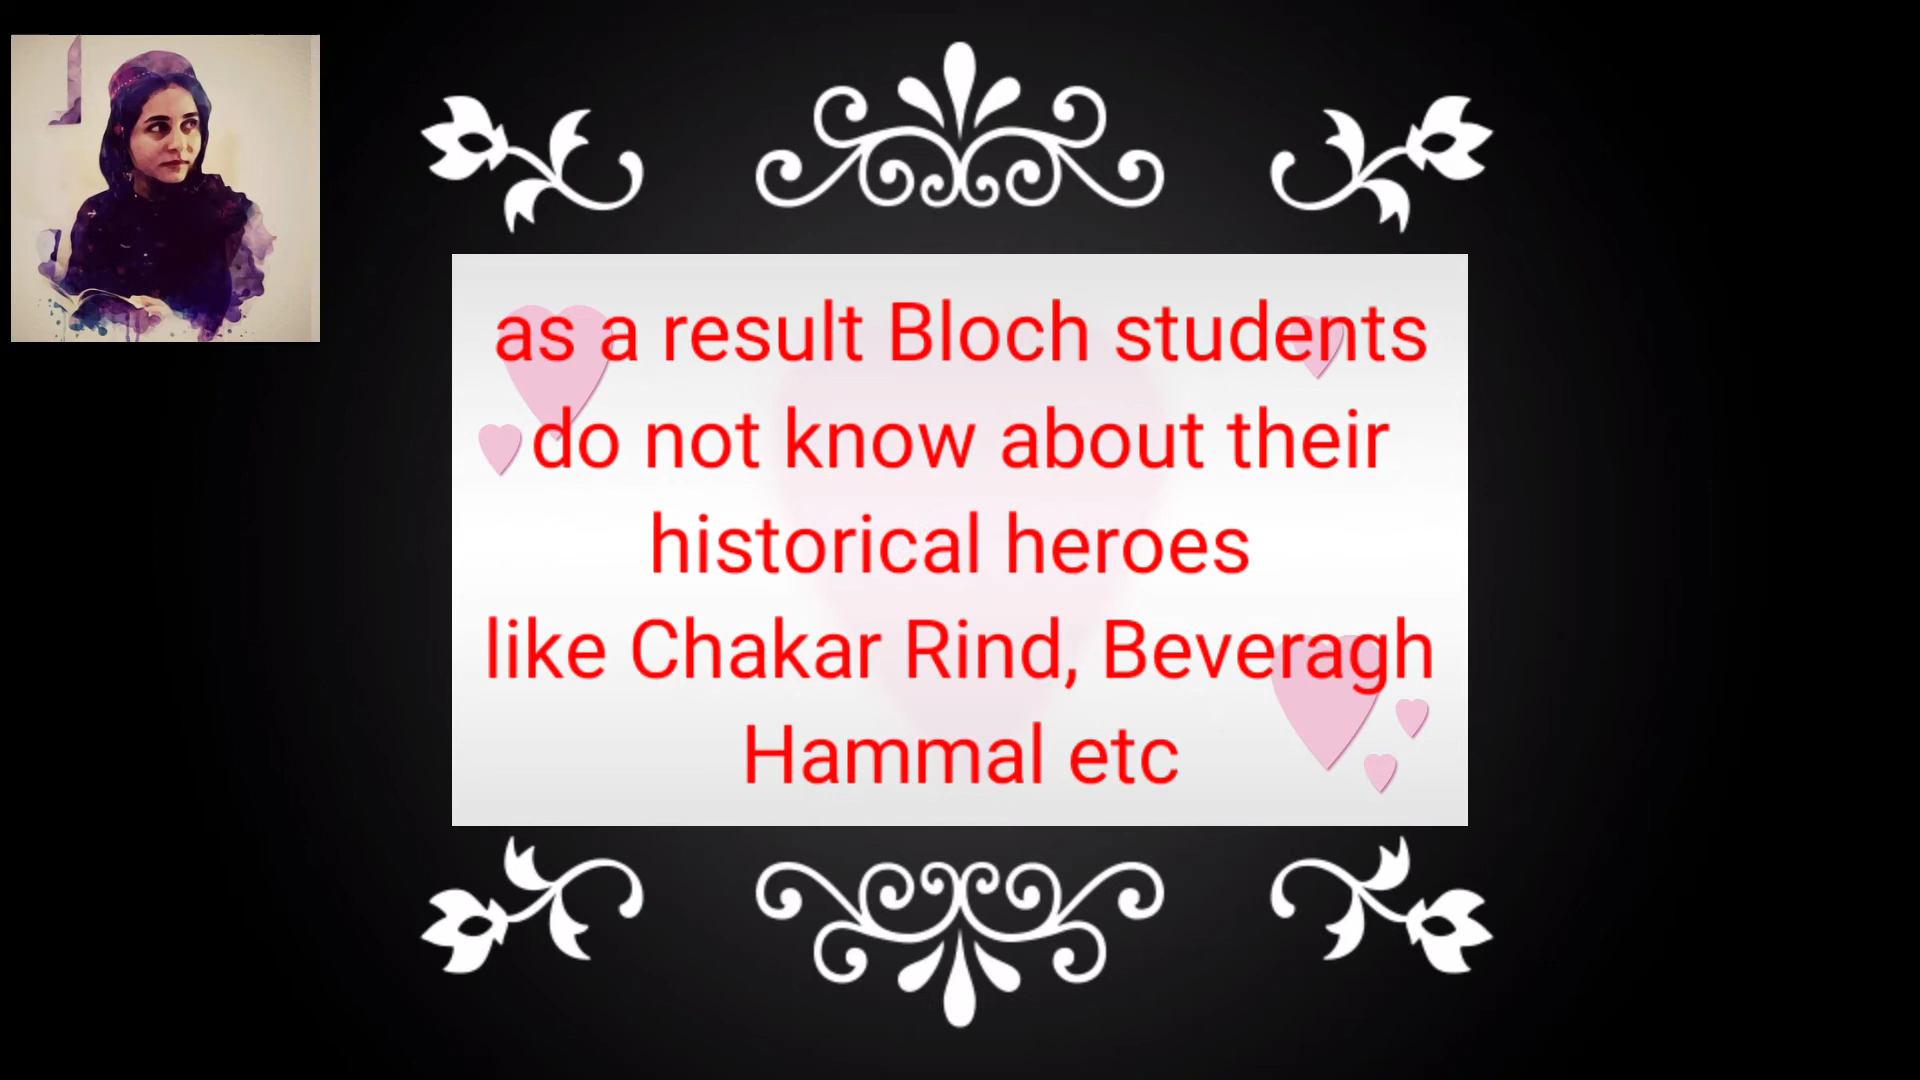 as a result Bloch students
do not know about their
historical heroes
like Chakar Rind, Beveragh
Hammal etc